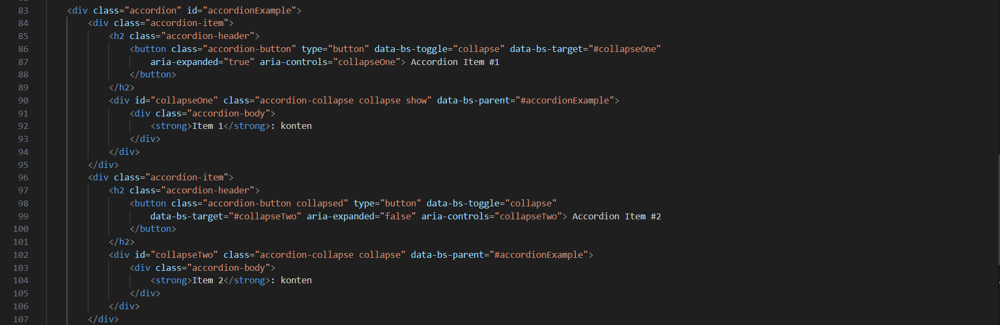 83 <div class="accordion" id="accordionExample">
84 <div class="accordion-item">
85 <h2 class="accordion-header">
86 <button class="accordion-button" type="button" data-bs-toggle="collapse" data-bs-target="#collapseOne"
87 aria-expanded="true" aria-controls="collapseOne"> Accordion Item #1
88 </button>
89 </h2>
90 <div id="collapseOne" class="accordion-collapse collapse show" data-bs-parent="#accordionExample">
91 <div class="accordion-body">
92 <strong>Item 1</strong>: konten
93 </div>
94 </div>
95 </div>
96 <div class="accordion-item">
97 <h2 class="accordion-header">
98 <button class="accordion-button collapsed" type="button" data-bs-toggle="collapse"
99 data-bs-target="#collapseTwo" aria-expanded="false" aria-controls="collapseTwo"> Accordion Item #2
100 </button>
101 </h2>
102 <div id="collapseTwo" class="accordion-collapse collapse" data-bs-parent="#accordionExample">
103 <div class="accordion-body">
104 <strong>Item 2</strong>: konten
105 </div>
106 </div>
107 </div>